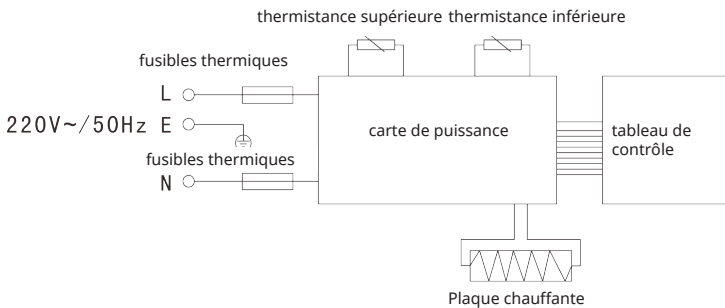 thermistance supérieure thermistance inférieure
fusibles thermiques
L
220V~/50Hz E
fusibles thermiques
N
carte de puissance
tableau de
contrôle
Plaque chauffante